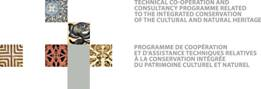 TECHNICAL CO-OPERATION AND
CONSULTANCY PROGRAMME RELATED
TO THE INTEGRATED CONSERVATION
OF THE CULTURAL AND NATURAL HERITAGE
PROGRAMME DE COOPÉRATION
ET D'ASSISTANCE TECHNIQUES RELATIVES
À LA CONSERVATION INTÉGRÉE
DU PATRIMOINE CULTUREL ET NATUREL